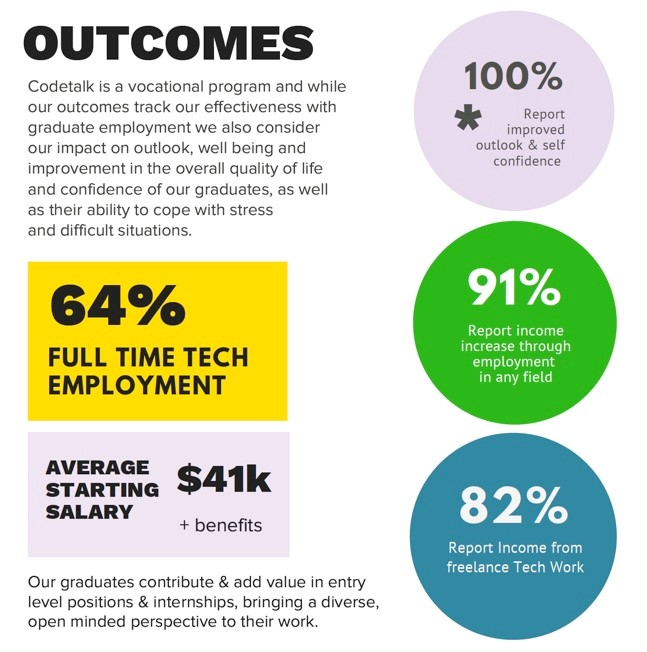 OUTCOMES
Codetalk is a vocational program and while
our outcomes track our effectiveness with
graduate employment we also consider
our impact on outlook, well being and
improvement in the overall quality of life
and confidence of our graduates, as well
as their ability to cope with stress
and difficult situations.
64%
FULL TIME TECH
EMPLOYMENT
AVERAGE
STARTING
SALARY
$41k
+ benefits
Our graduates contribute & add value in entry
level positions & internships, bringing a diverse,
open minded perspective to their work.
100%
* Report
improved
outlook & self
confidence
91%
Report income
increase through
employment
in any field
82%
Report Income from
freelance Tech Work